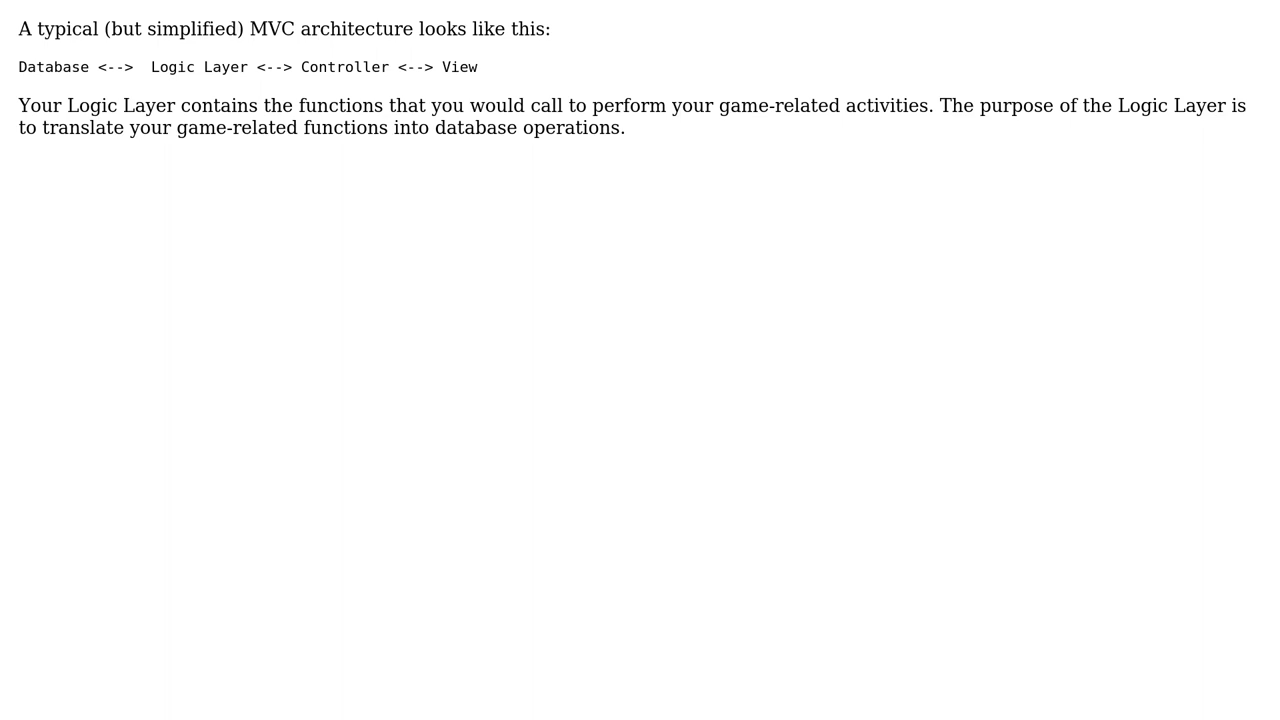 A typical (but simplified) MVC architecture looks like this:
Database <-->  Logic Layer <--> Controller <--> View
Your Logic Layer contains the functions that you would call to perform your game-related activities. The purpose of the Logic Layer is
to translate your game-related functions into database operations.